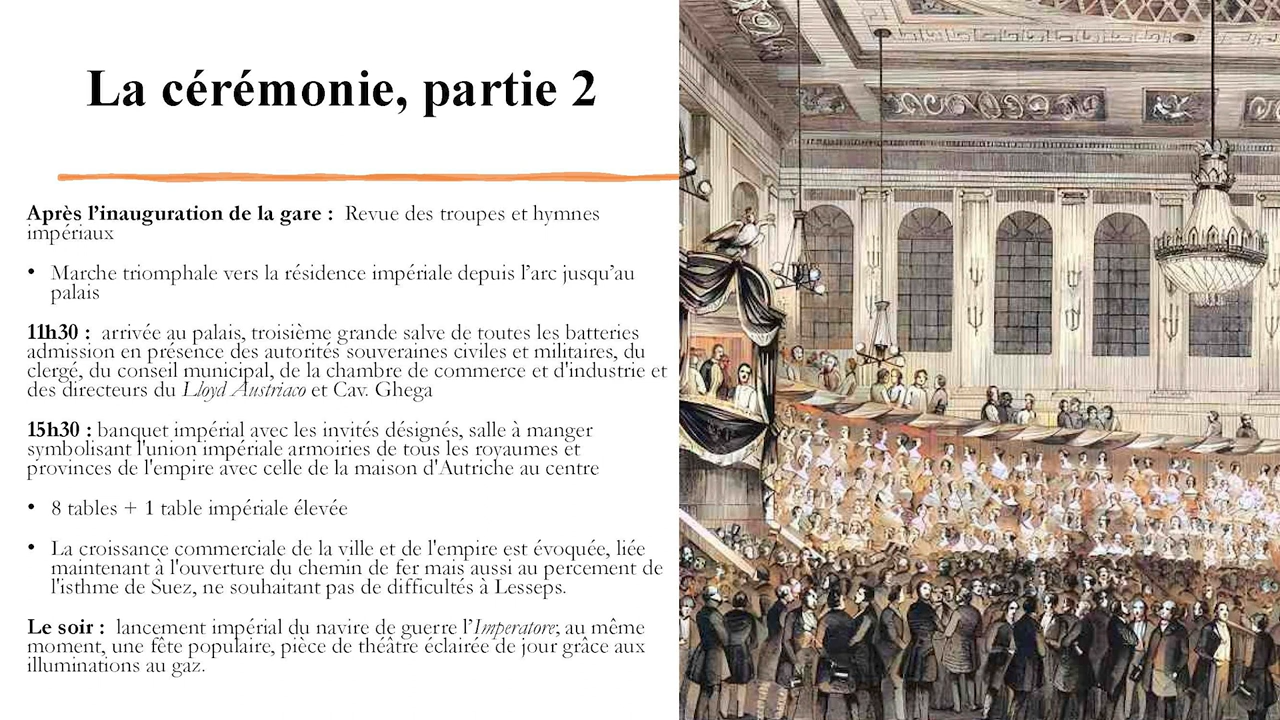 La cérémonie, partie 2
Après l’inauguration de la gare : Revue des troupes et hymnes
impériaux
• Marche triomphale vers la résidence impériale depuis l’arc jusqu’au
palais
11h30 : arrivée au palais, troisième grande salve de toutes les batteries
admission en présence des autorités souveraines civiles et militaires, du
clergé, du conseil municipal, de la chambre de commerce et d'industrie et
des directeurs du Lloyd Austriaco et Cav. Ghega
15h30 : banquet impérial avec les invités désignés, salle à manger
symbolisant l'union impériale armoiries de tous les royaumes et
provinces de l'empire avec celle de la maison d'Autriche au centre
• 8 tables + 1 table impériale élevée
• La croissance commerciale de la ville et de l'empire est évoquée, liée
maintenant à l'ouverture du chemin de fer mais aussi au percement de
l'isthme de Suez, ne souhaitant pas de difficultés à Lesseps.
Le soir : lancement impérial du navire de guerre l’Imperatore; au même
moment, une fête populaire, pièce de théâtre éclairée de jour grâce aux
illuminations au gaz.